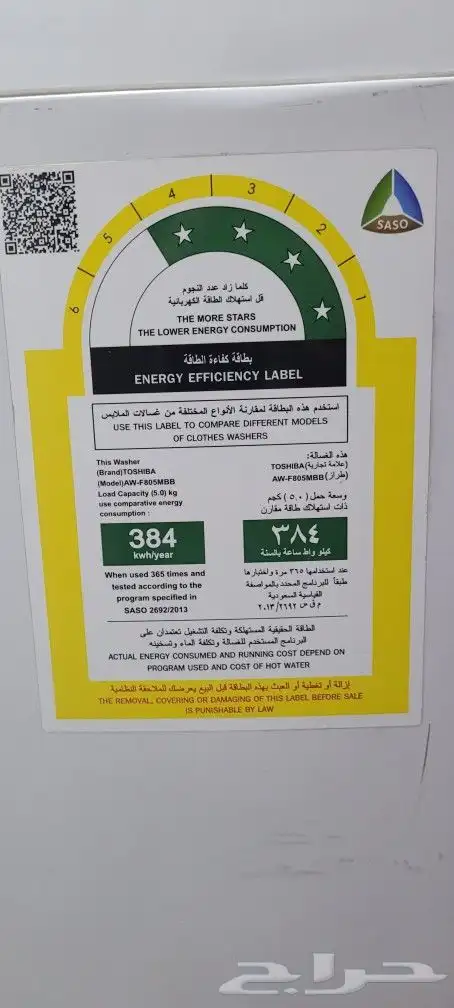 SASO
6
5
4
3
2
1
كلما زاد عدد النجوم
قل استهلاك الطاقة الكهربائية
THE MORE STARS
THE LOWER ENERGY CONSUMPTION
بطاقة كفاءة الطاقة
ENERGY EFFICIENCY LABEL
استخدم هذه البطاقة لمقارنة الأنواع المختلفة من غسالات الملابس
USE THIS LABEL TO COMPARE DIFFERENT MODELS
OF CLOTHES WASHERS
This Washer
(Brand)TOSHIBA
(Model)AW-F805MBB
Load Capacity (5.0) kg
use comparative energy
consumption :
384
kwh/year
When used 365 times and
tested according to the
program specified in
SASO 2692/2013
هذه الغسالة:
(علامة تجارية)TOSHIBA
(طراز)AW-F805MBB
وسعة حمل (٥.٠) كجم
ذات استهلاك طاقة مقارن
٣٨٤
كيلو واط ساعة بالسنة
عند استخدامها ٣٦٥ مرة واختبارها
طبقاً للبرنامج المحدد بالمواصفة
القياسية السعودية
م ق س ٢٠١٣/٢٦٩٢
الطاقة الحقيقية المستهلكة وتكلفة التشغيل تعتمدان على
البرنامج المستخدم للغسالة وتكلفة الماء وتسخينه
ACTUAL ENERGY CONSUMED AND RUNNING COST DEPEND ON
PROGRAM USED AND COST OF HOT WATER
إزالة أو تغطية أو العبث بهذه البطاقة قبل البيع يعرضك للملاحقة النظامية
THE REMOVAL, COVERING OR DAMAGING OF THIS LABEL BEFORE SALE
IS PUNISHABLE BY LAW
حراج